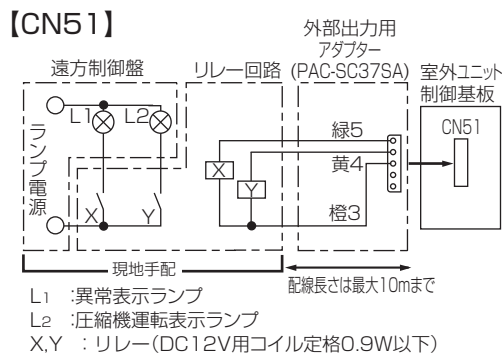 【CN51】
遠方制御盤
リレー回路
外部出力用
アダプター
(PAC-SC37SA)
室外ユニット
制御基板
ランプ電源
L1
L2
X
Y
X
Y
緑5
黄4
橙3
CN51
現地手配
配線長さは最大10mまで
L1 :異常表示ランプ
L2 :圧縮機運転表示ランプ
X,Y :リレー(DC12V用コイル定格0.9W以下)